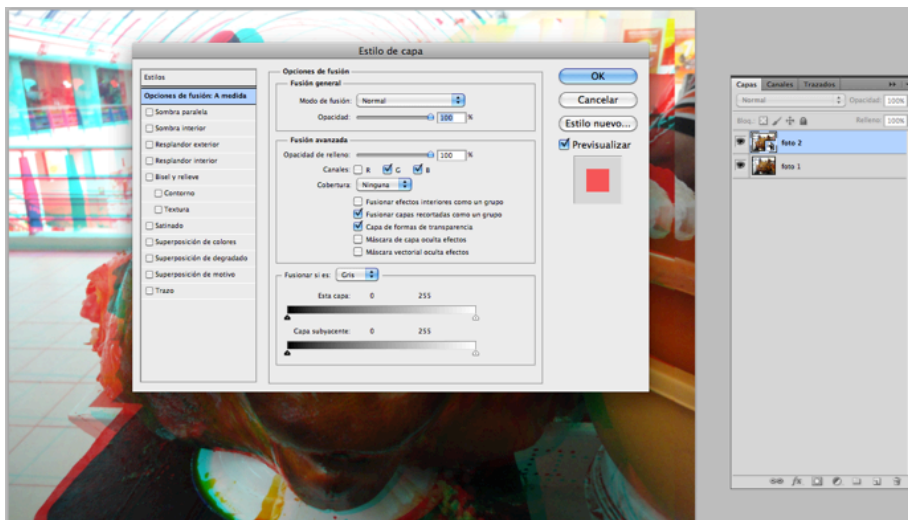 Estilo de capa
Estilos
Opciones de fusión: A medida
Sombra paralela
Sombra interior
Resplandor exterior
Resplandor interior
Bisel y relieve
Contorno
Textura
Satinado
Superposición de colores
Superposición de degradado
Superposición de motivo
Trazo
Opciones de fusión
Fusión general
Modo de fusión: Normal
Opacidad: 100 %
Fusión avanzada
Opacidad de relleno: 100 %
Canales: R G B
Cobertura: Ninguna
Fusionar efectos interiores como un grupo
Fusionar capas recortadas como un grupo
Capa de formas de transparencia
Máscara de capa oculta efectos
Máscara vectorial oculta efectos
Fusionar si es: Gris
Esta capa: 0 255
Capa subyacente: 0 255
OK
Cancelar
Estilo nuevo...
Previsualizar
Capas Canales Trazados
Normal Opacidad: 100%
Bloq.: Relleno: 100%
foto 2
foto 1
fx